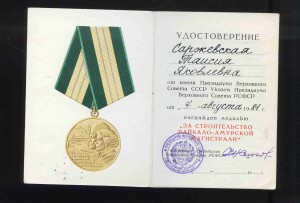 УДОСТОВЕРЕНИЕ
Саржевская
Таисия
Яковлевна
от имени Президиума Верховного
Совета СССР Указом Президиума
Верховного Совета РСФСР
от 7 августа 1981 г.
награжден медалью
„ЗА СТРОИТЕЛЬСТВО
БАЙКАЛО-АМУРСКОЙ
МАГИСТРАЛИ"